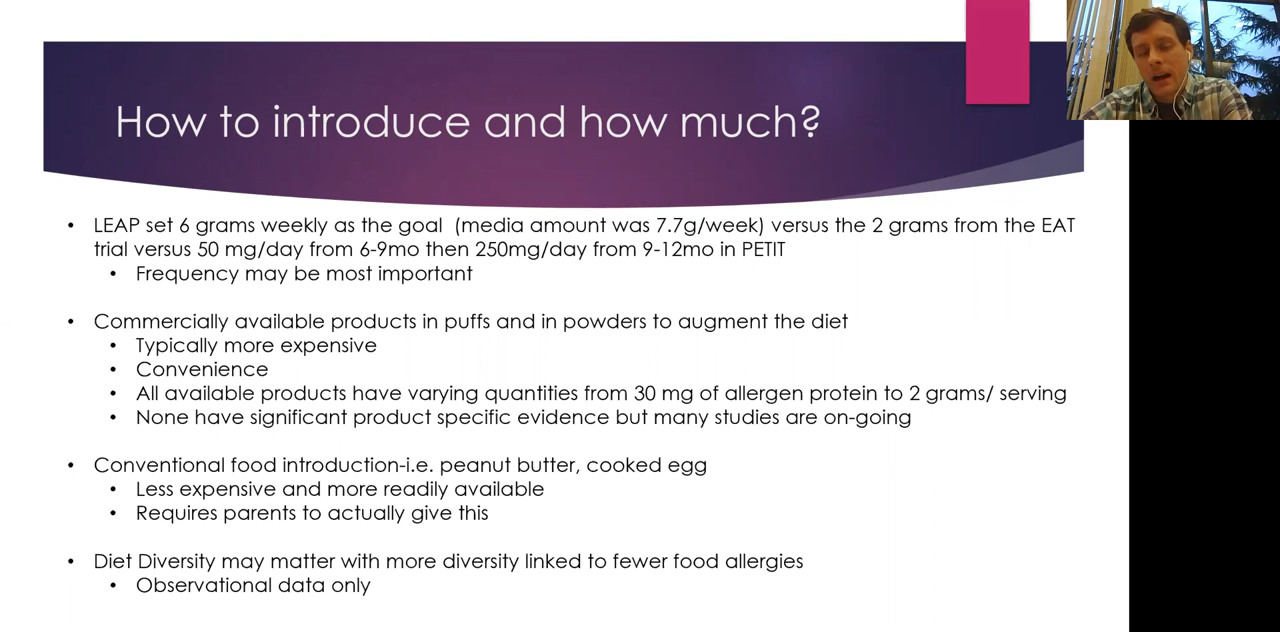 How to introduce and how much?
• LEAP set 6 grams weekly as the goal (media amount was 7.7g/week) versus the 2 grams from the EAT
trial versus 50 mg/day from 6-9mo then 250mg/day from 9-12mo in PETIT
• Frequency may be most important
• Commercially available products in puffs and in powders to augment the diet
• Typically more expensive
• Convenience
• All available products have varying quantities from 30 mg of allergen protein to 2 grams/ serving
• None have significant product specific evidence but many studies are on-going
• Conventional food introduction-i.e. peanut butter, cooked egg
• Less expensive and more readily available
• Requires parents to actually give this
• Diet Diversity may matter with more diversity linked to fewer food allergies
• Observational data only